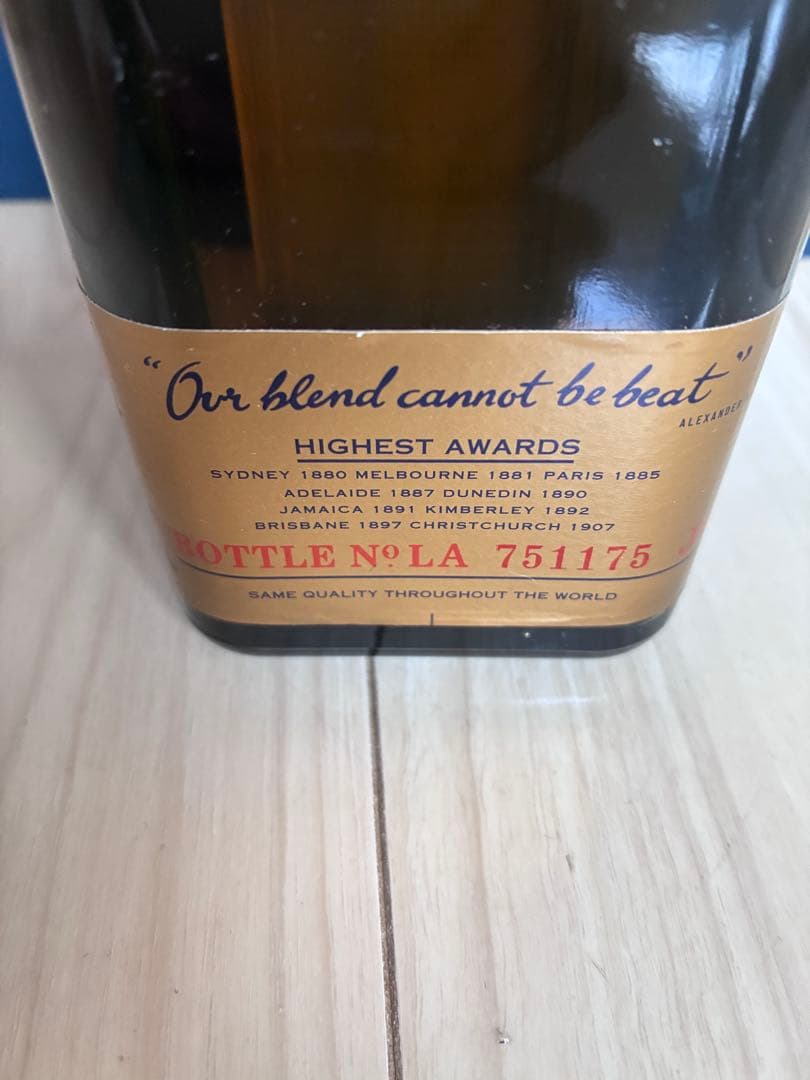 “Our blend cannot be beat”
ALEXANDER
HIGHEST AWARDS
SYDNEY 1880 MELBOURNE 1881 PARIS 1885
ADELAIDE 1887 DUNEDIN 1890
JAMAICA 1891 KIMBERLEY 1892
BRISBANE 1897 CHRISTCHURCH 1907
BOTTLE Nº LA 751175
SAME QUALITY THROUGHOUT THE WORLD